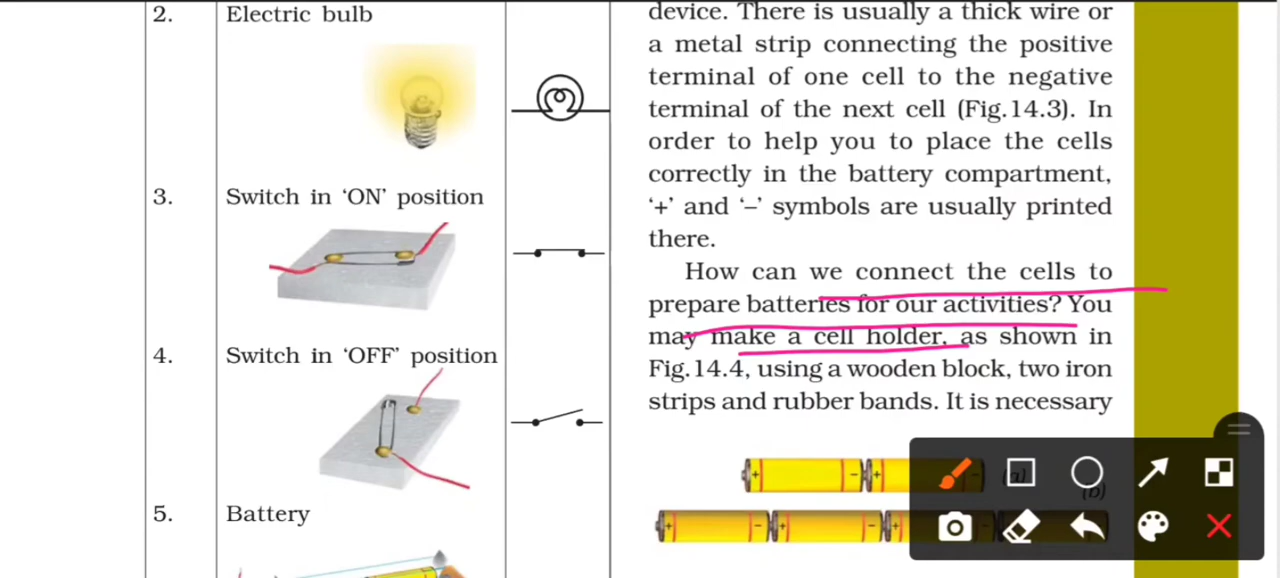 2. Electric bulb
3. Switch in ‘ON’ position
4. Switch in ‘OFF’ position
5. Battery
device. There is usually a thick wire or
a metal strip connecting the positive
terminal of one cell to the negative
terminal of the next cell (Fig.14.3). In
order to help you to place the cells
correctly in the battery compartment,
‘+’ and ‘–’ symbols are usually printed
there.
How can we connect the cells to
prepare batteries for our activities? You
may make a cell holder, as shown in
Fig.14.4, using a wooden block, two iron
strips and rubber bands. It is necessary
+ – + – (a)
+ – + – + – (b)